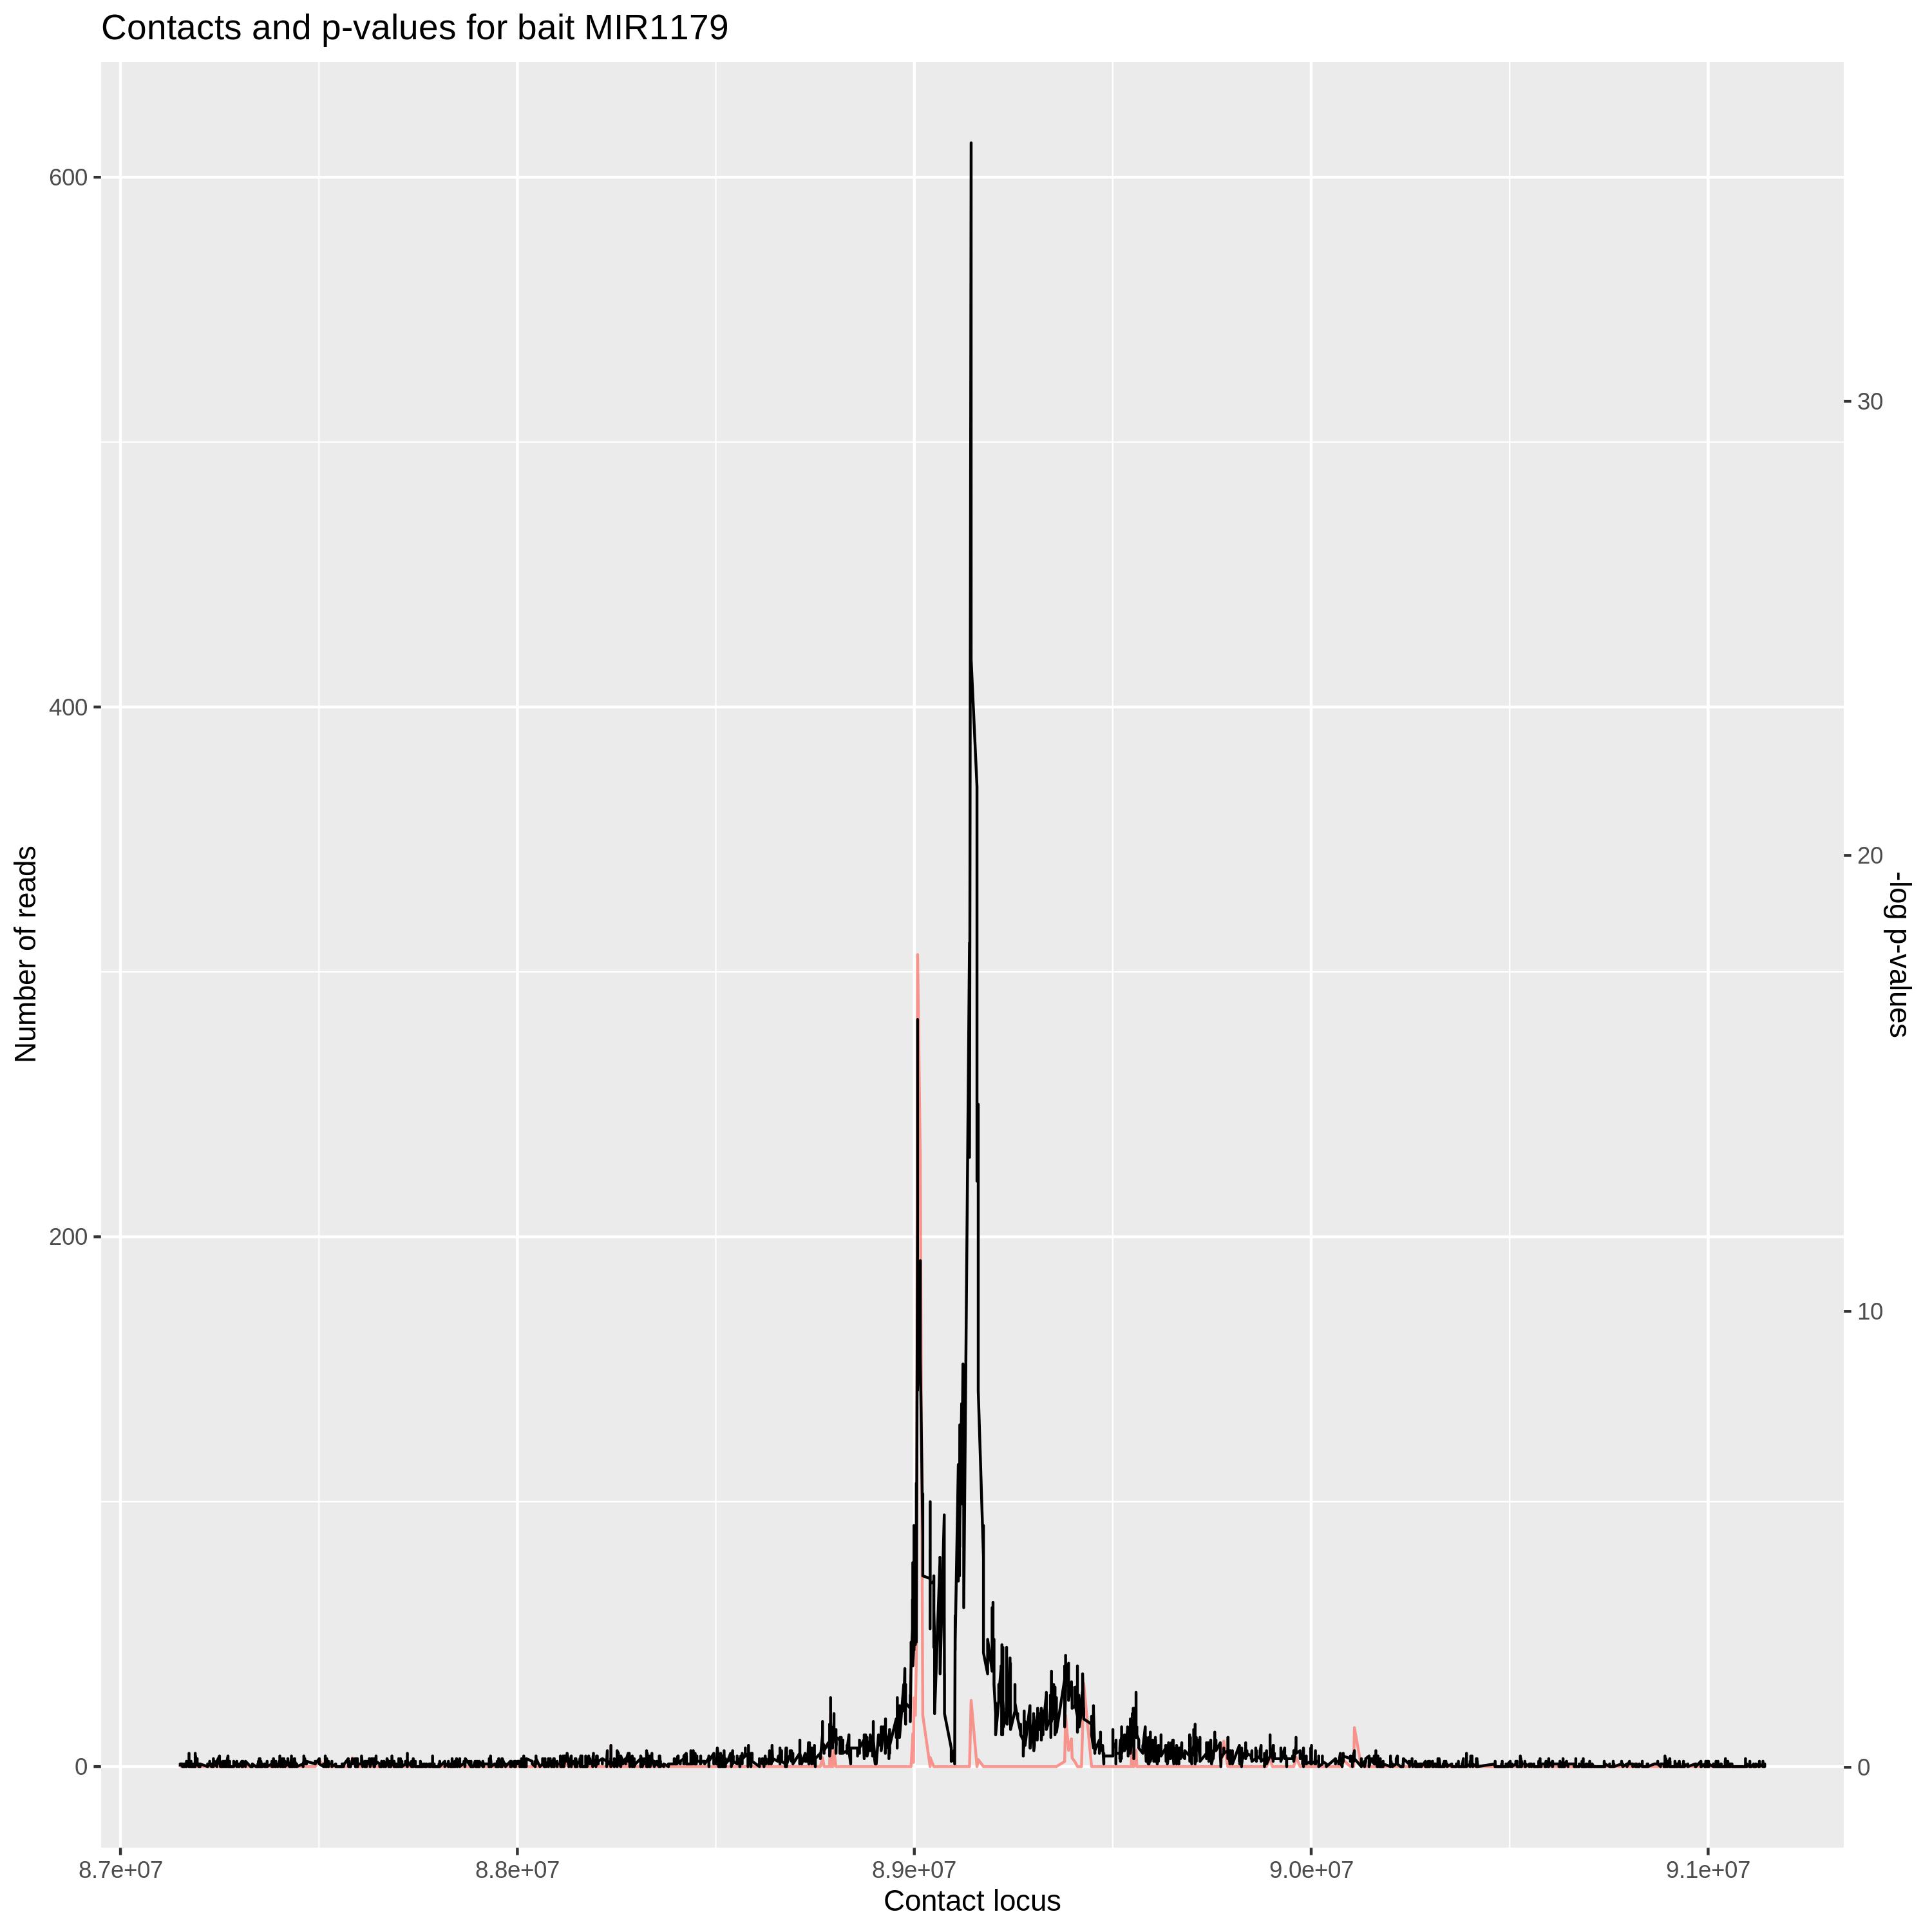 Contacts and p-values for bait MIR1179
600
400
200
0
Number of reads
30
20
10
0
-log p-values
8.7e+07
8.8e+07
8.9e+07
9.0e+07
9.1e+07
Contact locus